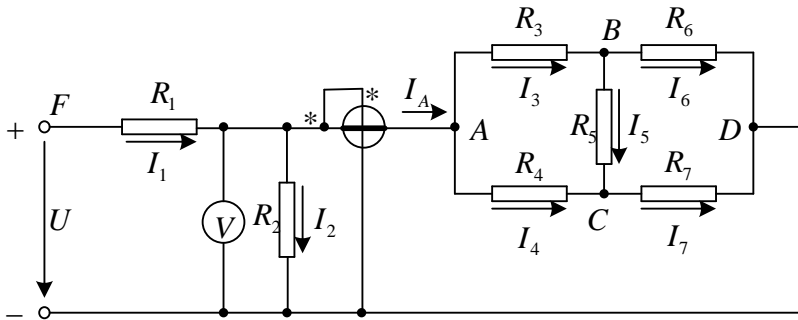 R3 B R6
F R1 * * IA I3 I6
+ A R5 I5 D
I1 R4 R7
U V R2 I2 I4 C I7
−